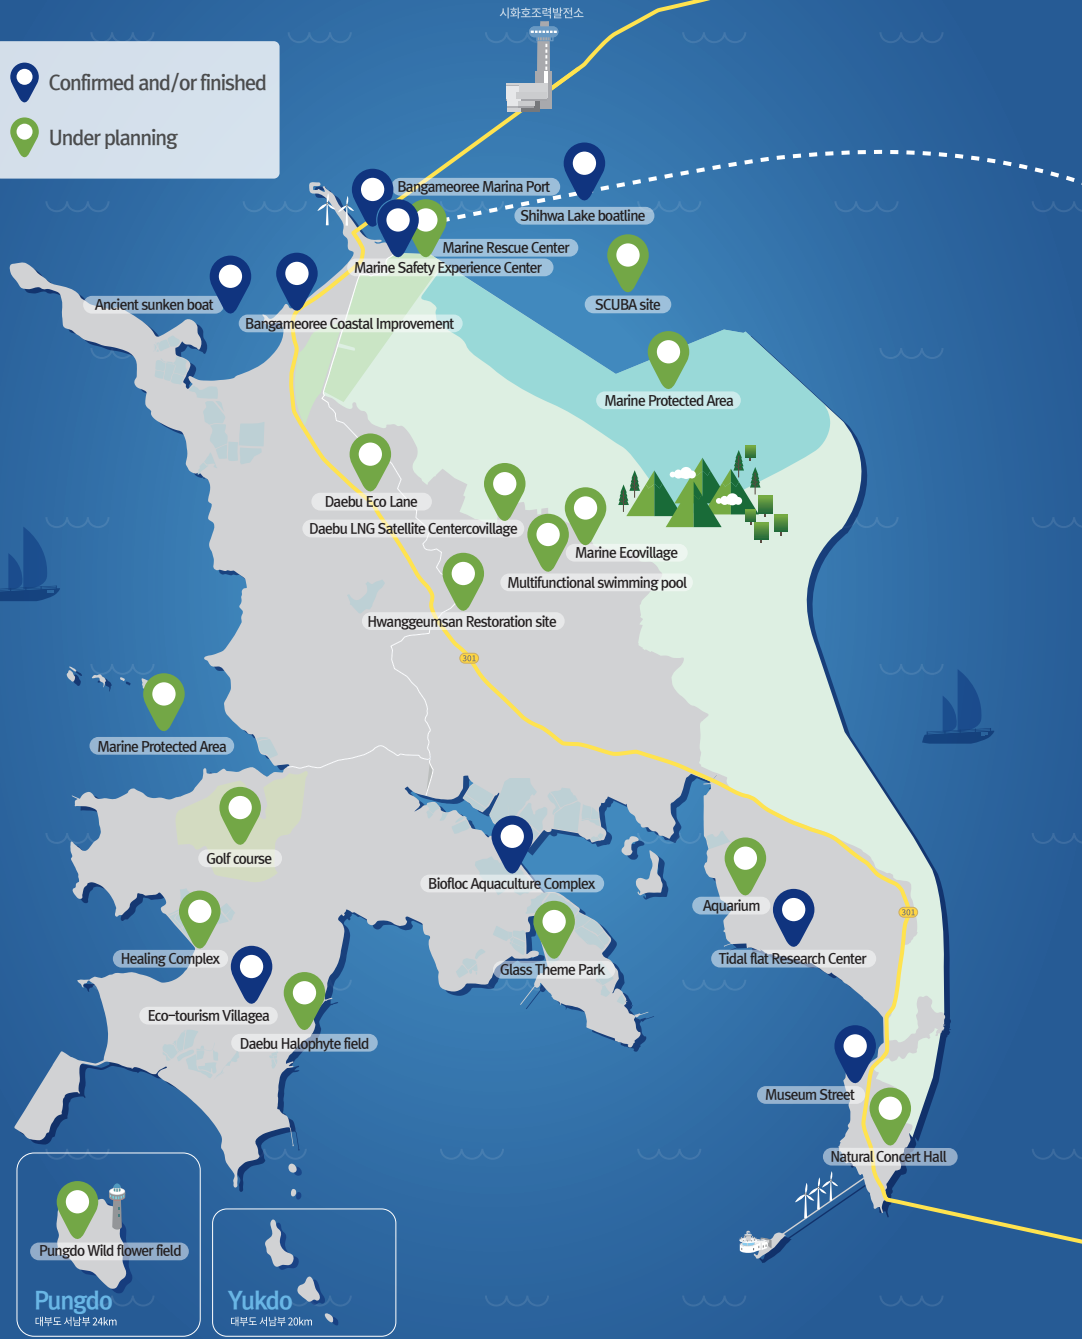 시화호조력발전소
Confirmed and/or finished
Under planning
Bangameoree Marina Port
Shihwa Lake boatline
Marine Rescue Center
Marine Safety Experience Center
Ancient sunken boat
SCUBA site
Bangameoree Coastal Improvement
Marine Protected Area
Daebu Eco Lane
Daebu LNG Satellite Centercovillage
Marine Ecovillage
Multifunctional swimming pool
Hwanggeumsan Restoration site
301
Marine Protected Area
Golf course
Biofloc Aquaculture Complex
Aquarium
301
Healing Complex
Tidal flat Research Center
Glass Theme Park
Eco-tourism Villagea
Daebu Halophyte field
Museum Street
Natural Concert Hall
Pungdo Wild flower field
Pungdo
대부도 서남부 24km
Yukdo
대부도 서남부 20km